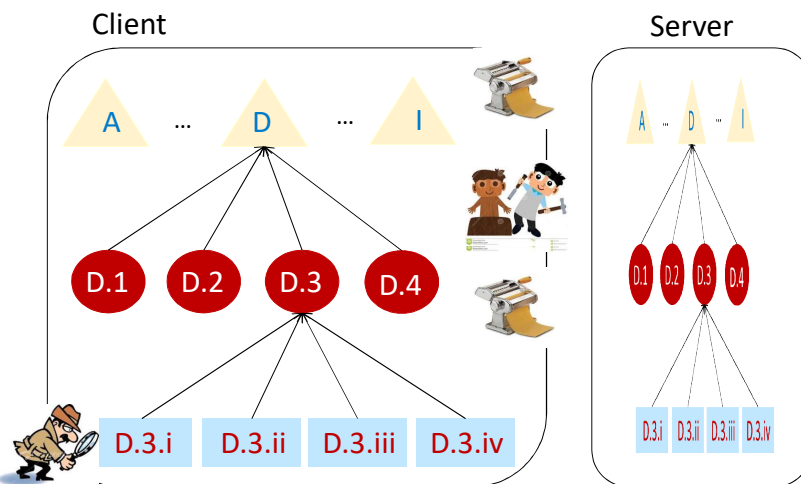 Client
Server
A ... D ... I
A ... D ... I
D.1 D.2 D.3 D.4
D.1 D.2 D.3 D.4
D.3.i D.3.ii D.3.iii D.3.iv
D.3.i D.3.ii D.3.iii D.3.iv